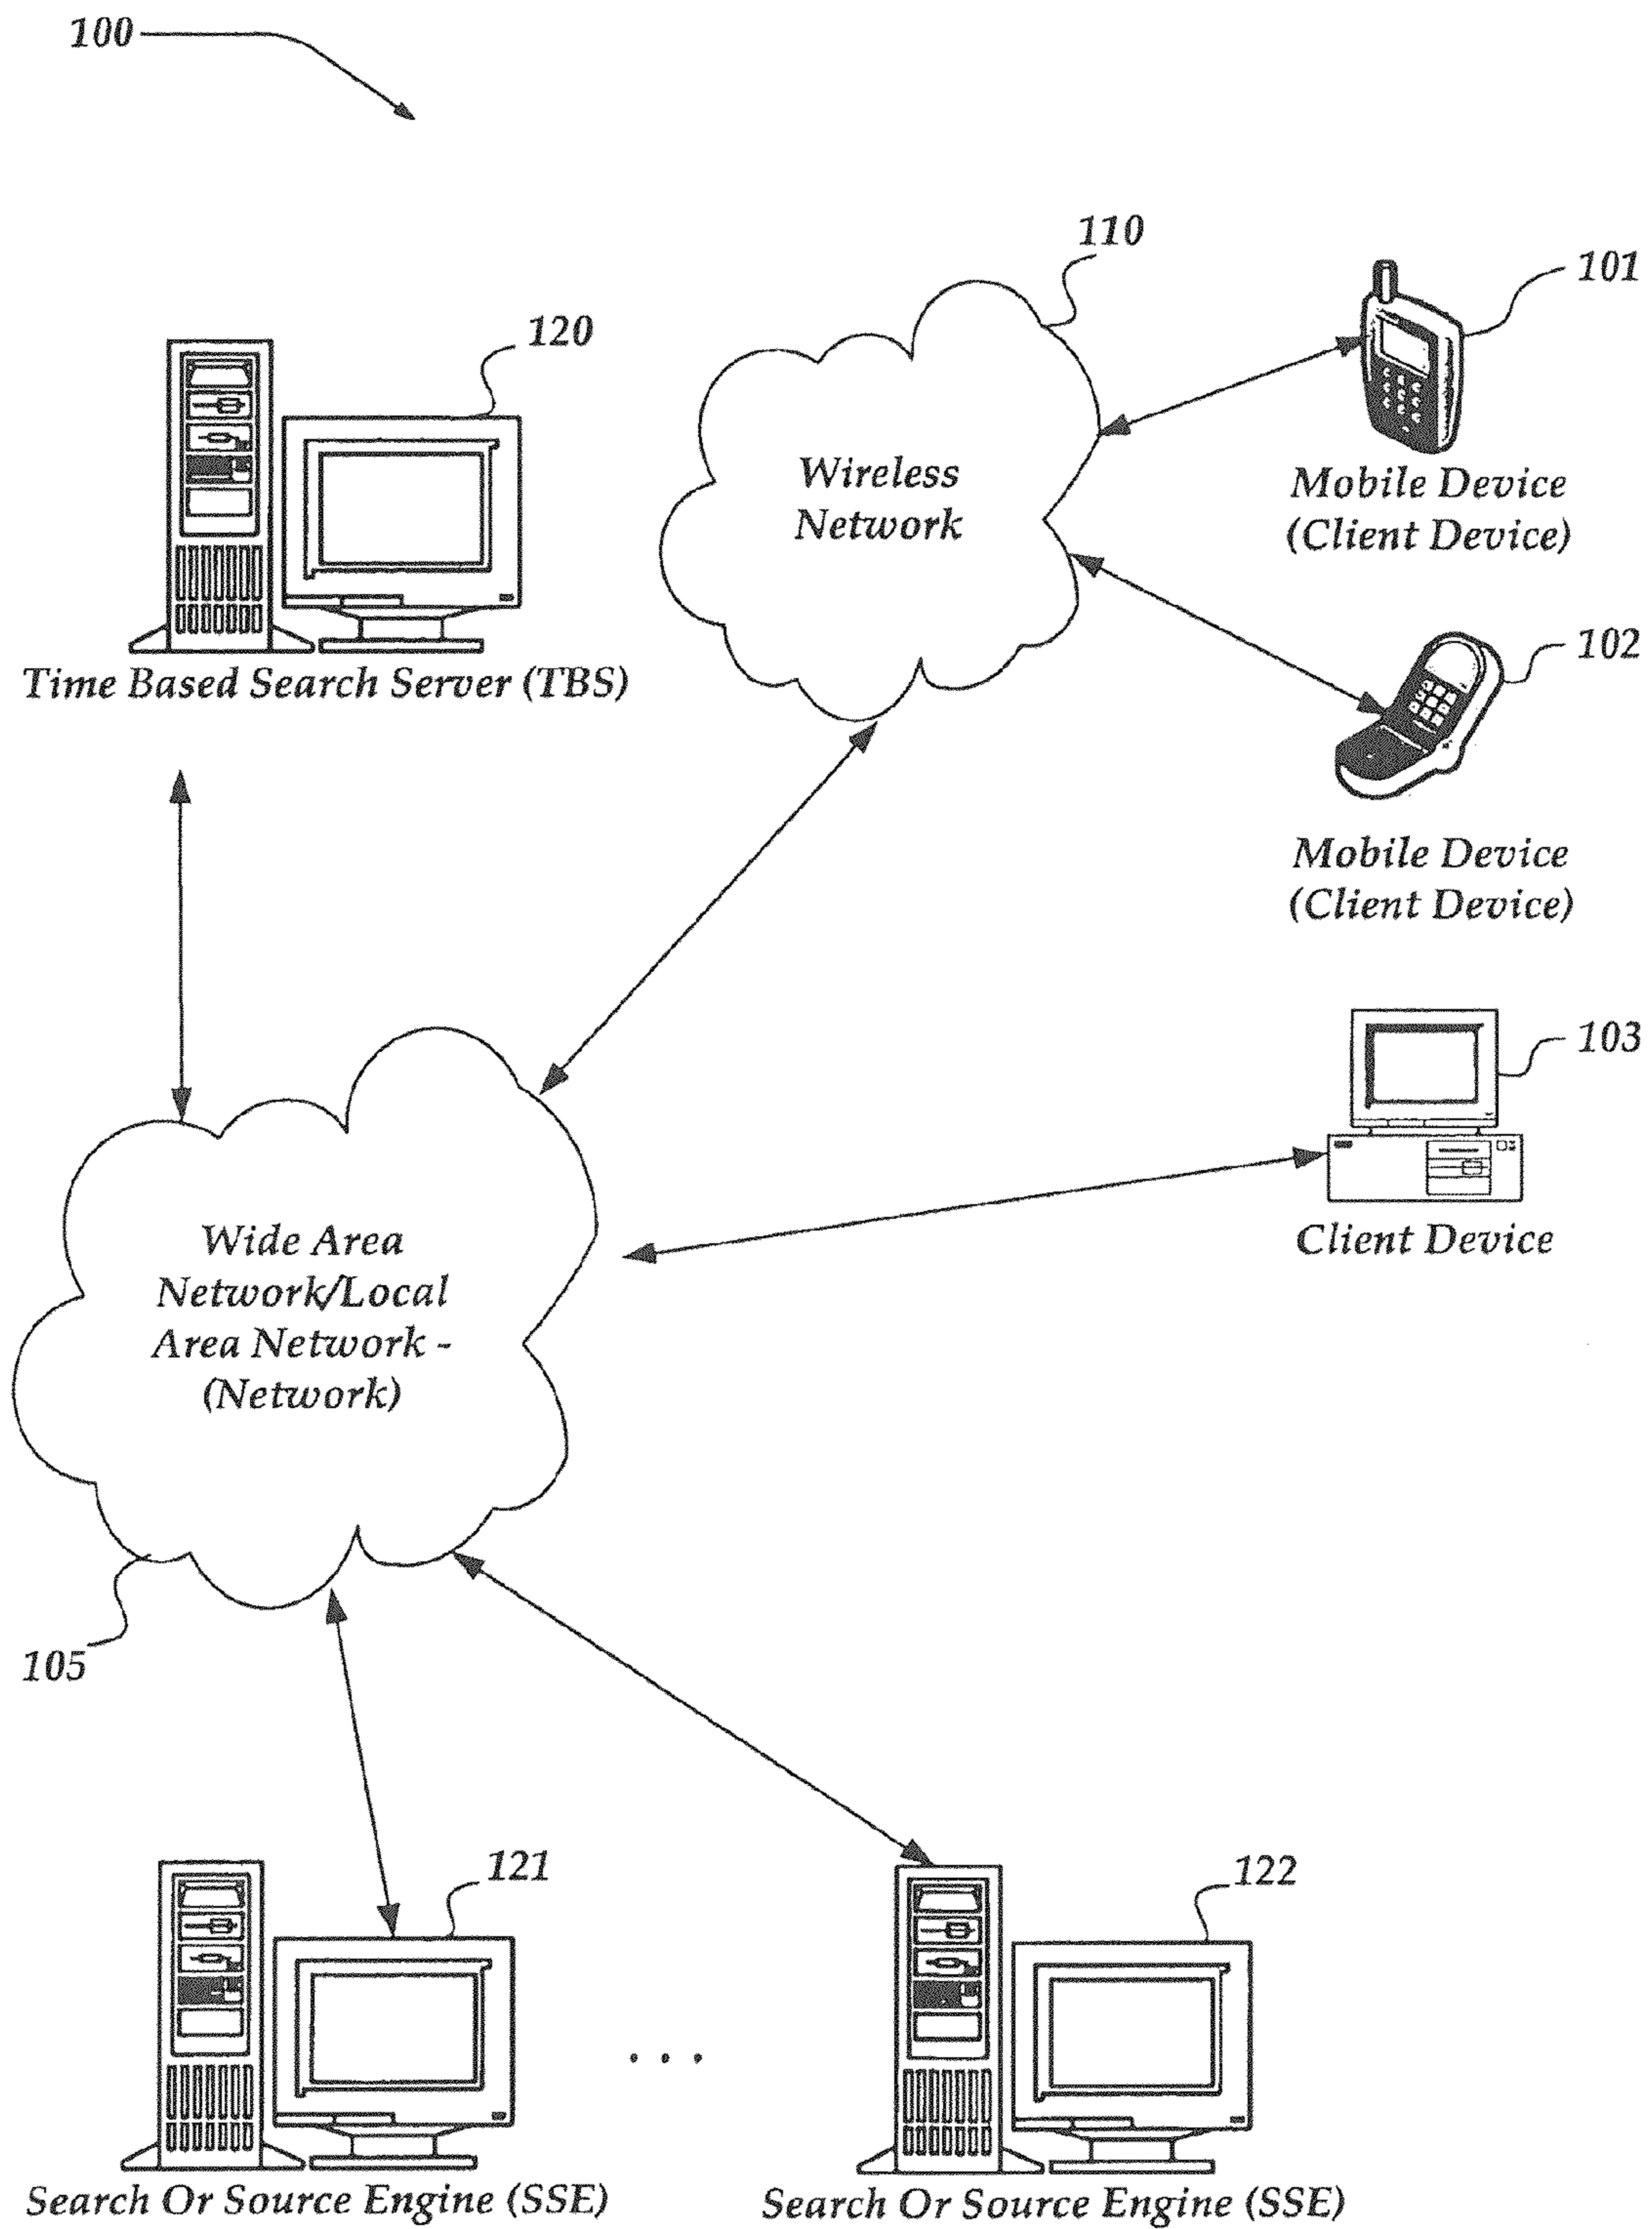 100
110
101
120
Wireless
Network
Mobile Device
(Client Device)
102
Time Based Search Server (TBS)
Mobile Device
(Client Device)
103
Client Device
Wide Area
Network/Local
Area Network -
(Network)
105
121
122
. . .
Search Or Source Engine (SSE)
Search Or Source Engine (SSE)